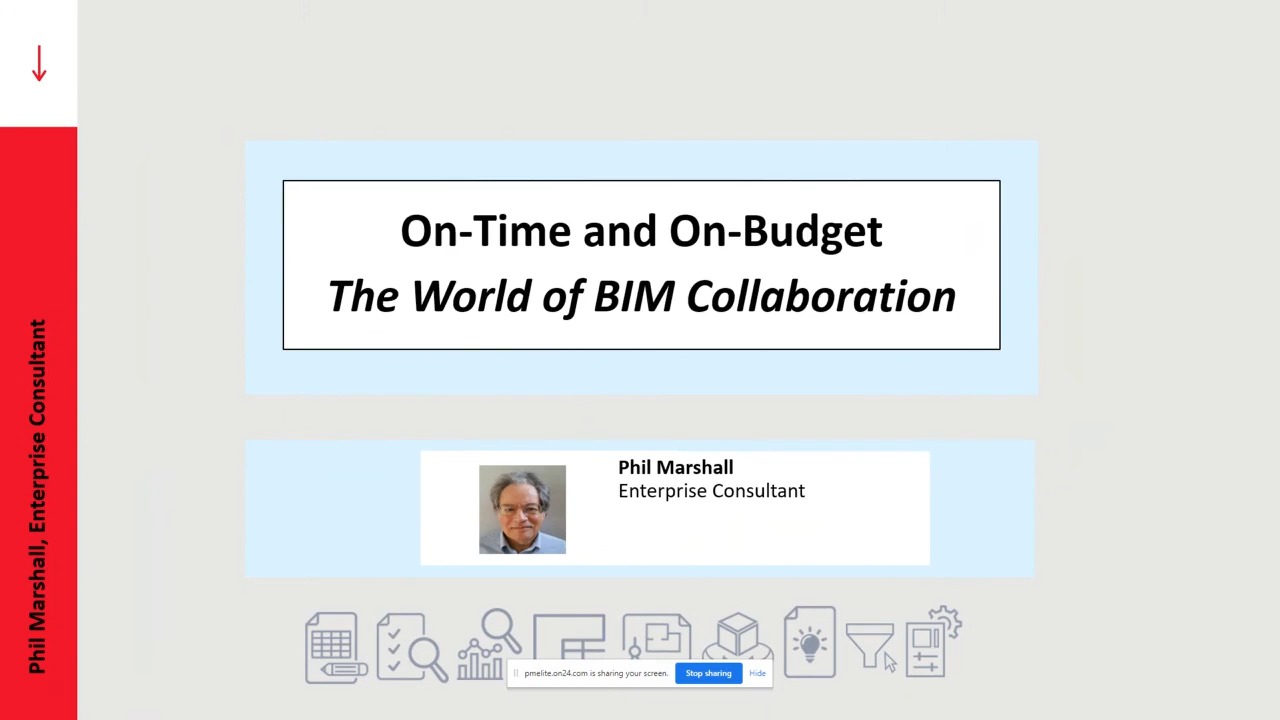 On-Time and On-Budget
The World of BIM Collaboration
Phil Marshall
Enterprise Consultant
Phil Marshall, Enterprise Consultant
pmelite.on24.com is sharing your screen.
Stop sharing
Hide